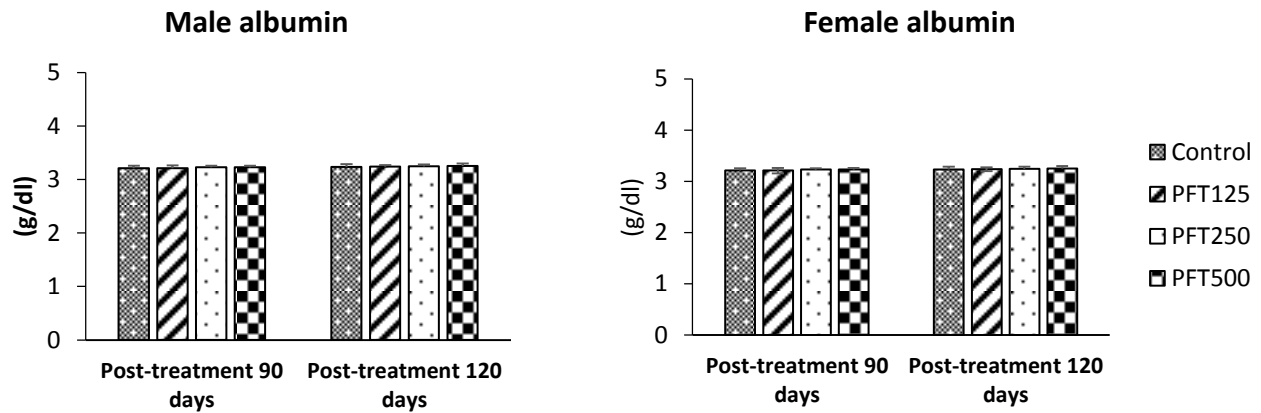 Male albumin
5
4
3
2
1
0
(g/dl)
Post-treatment 90
days
Post-treatment 120
days
Female albumin
5
4
3
2
1
0
(g/dl)
Post-treatment 90
days
Post-treatment 120
days
Control
PFT125
PFT250
PFT500